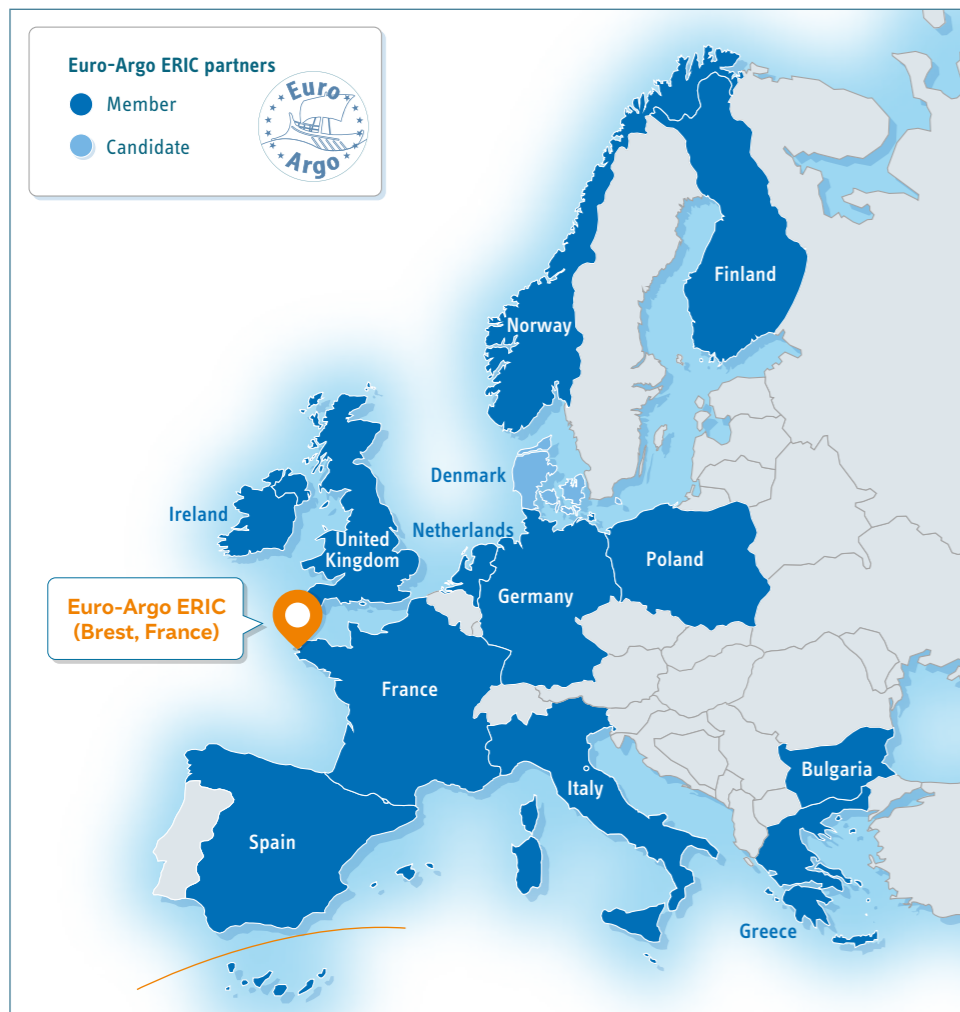 Euro-Argo ERIC partners
Member
Candidate
Euro
Argo
Finland
Norway
Denmark
Ireland
Netherlands
United
Kingdom
Poland
Germany
Euro-Argo ERIC
(Brest, France)
France
Bulgaria
Italy
Spain
Greece